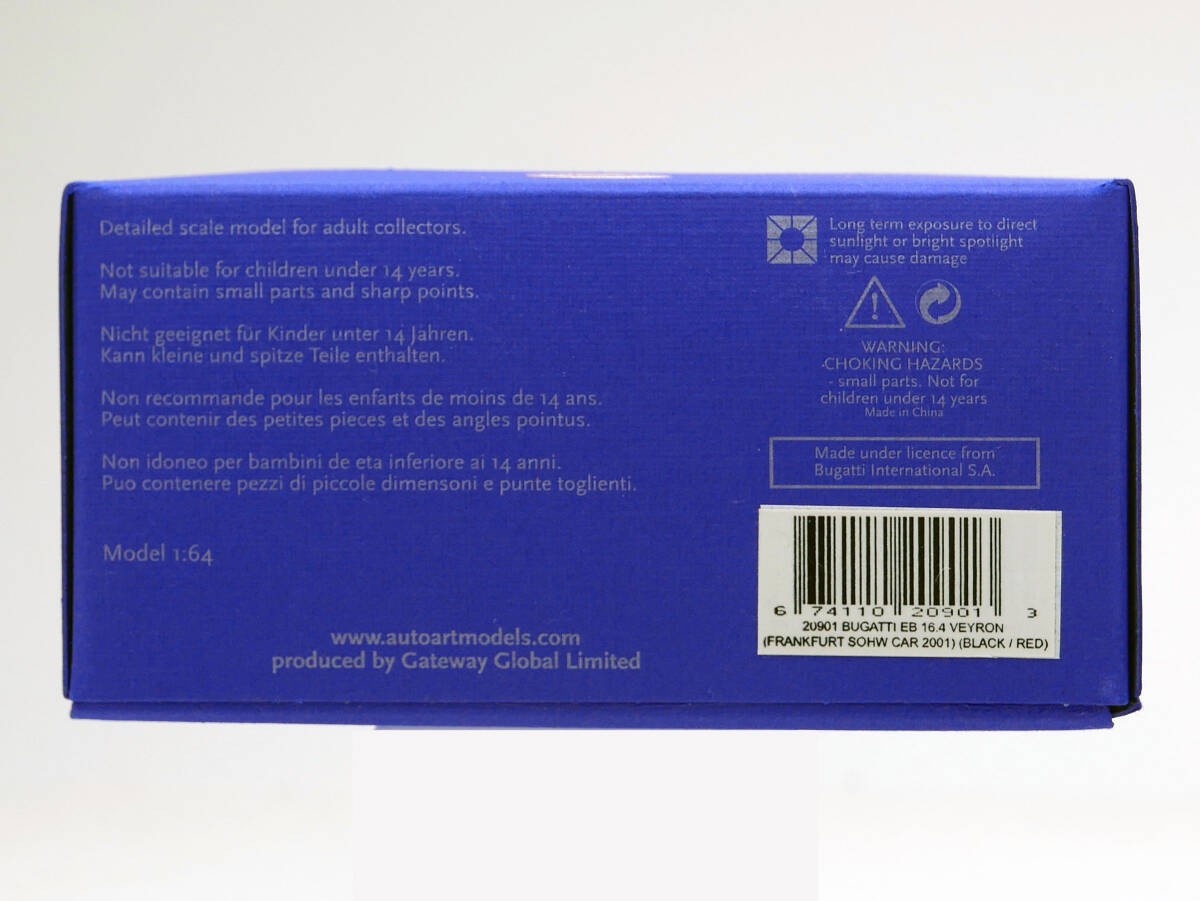 Detailed scale model for adult collectors.
Not suitable for children under 14 years.
May contain small parts and sharp points.
Nicht geeignet für Kinder unter 14 Jahren.
Kann kleine und spitze Teile enthalten.
Non recommande pour les enfants de moins de 14 ans.
Peut contenir des petites pieces et des angles pointus.
Non idoneo per bambini de eta inferiore ai 14 anni.
Puo contenere pezzi di piccole dimensoni e punte toglienti.
Model 1:64
www.autoartmodels.com
produced by Gateway Global Limited
Long term exposure to direct
sunlight or bright spotlight
may cause damage
WARNING:
CHOKING HAZARDS
- small parts. Not for
children under 14 years
Made in China
Made under licence from
Bugatti International S.A.
6 74110 20901 3
20901 BUGATTI EB 16.4 VEYRON
(FRANKFURT SOHW CAR 2001) (BLACK / RED)